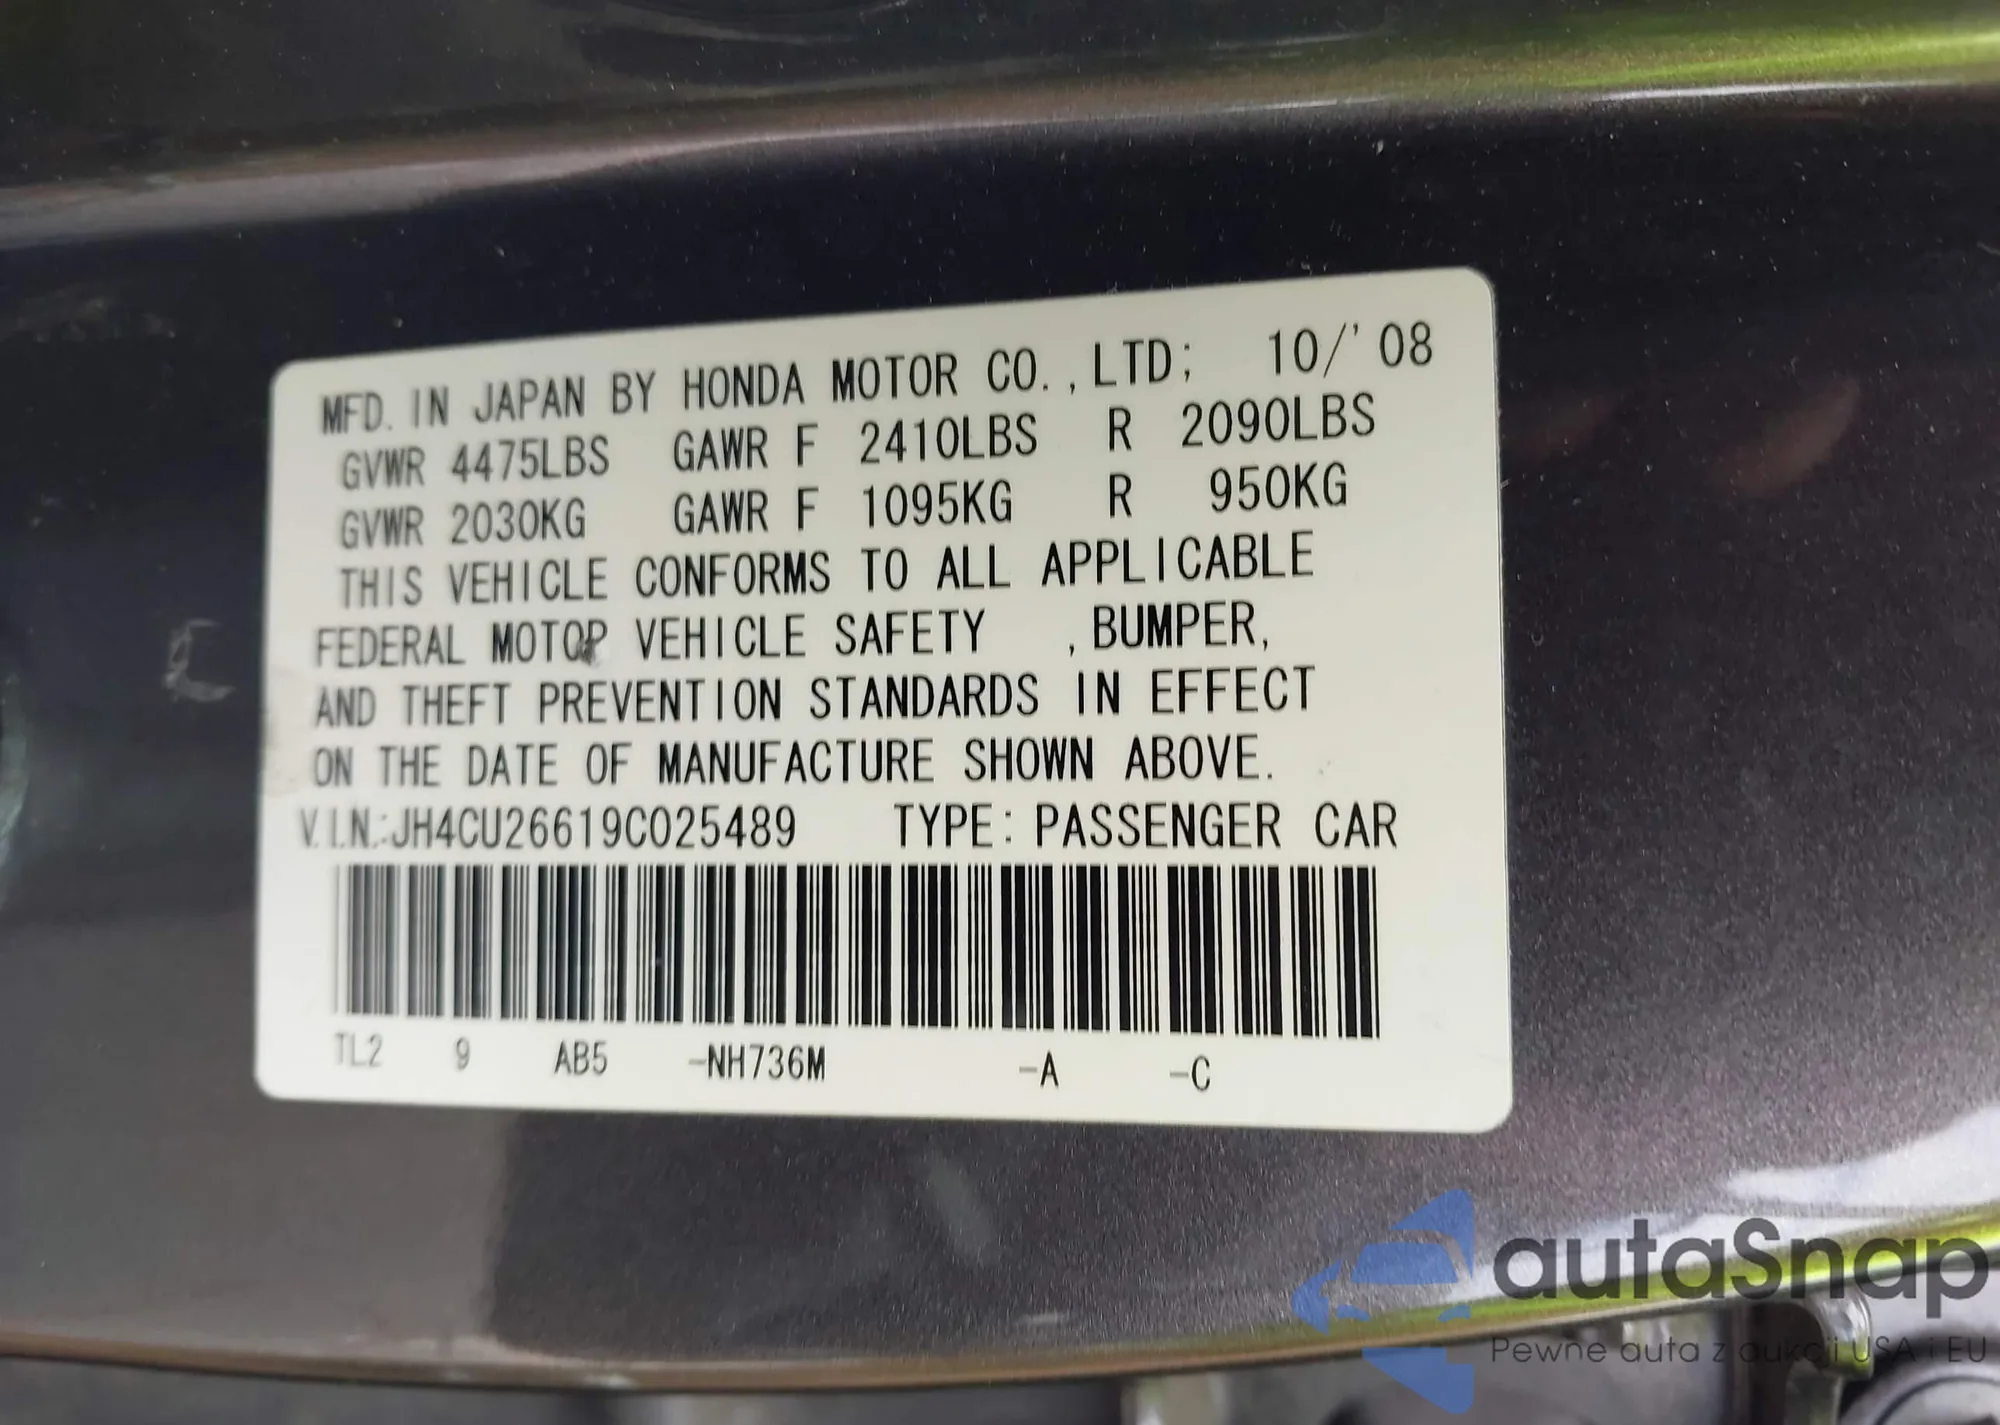 MFD. IN JAPAN BY HONDA MOTOR CO., LTD; 10/'08
GVWR 4475LBS GAWR F 2410LBS R 2090LBS
GVWR 2030KG GAWR F 1095KG R 950KG
THIS VEHICLE CONFORMS TO ALL APPLICABLE
FEDERAL MOTOR VEHICLE SAFETY , BUMPER,
AND THEFT PREVENTION STANDARDS IN EFFECT
ON THE DATE OF MANUFACTURE SHOWN ABOVE.
V.I.N.:JH4CU26619C025489 TYPE: PASSENGER CAR
TL2 9 AB5 -NH736M -A -C
autaSnap
Pewne auta z aukcji USA i EU